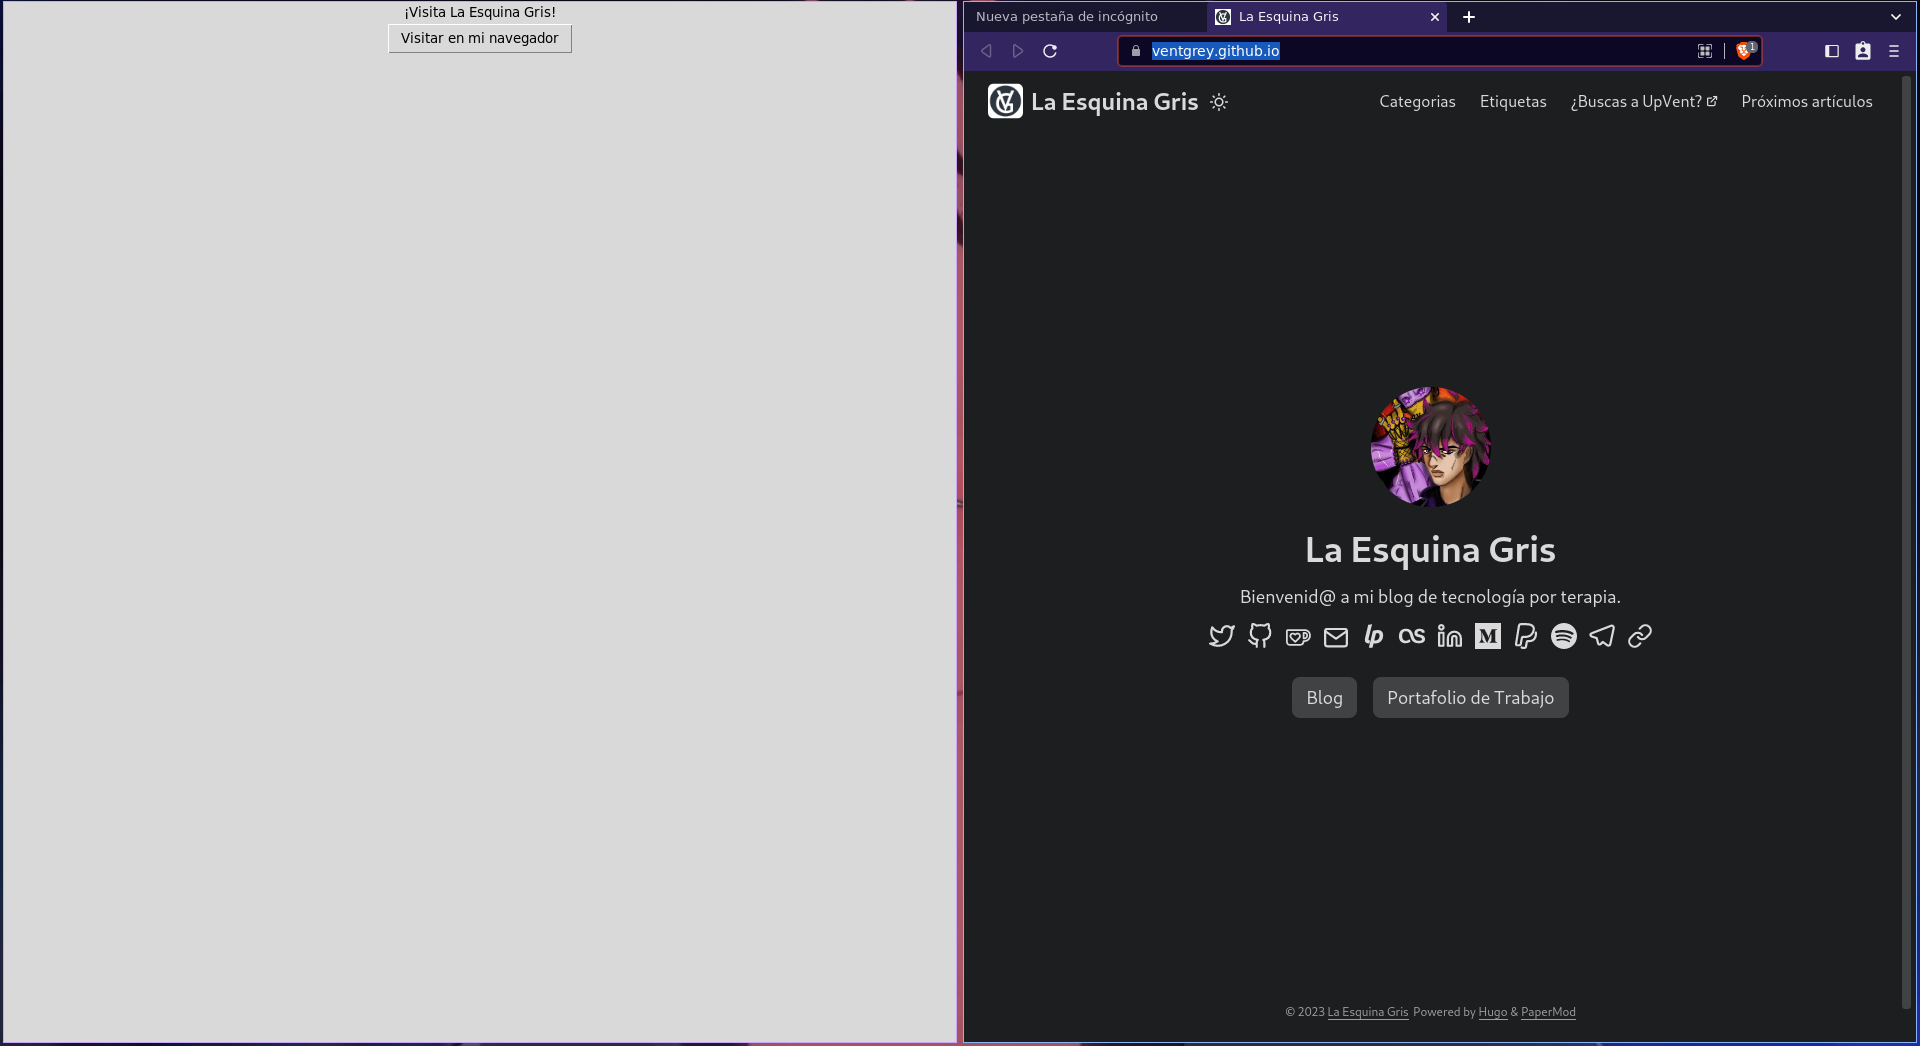 ¡Visita La Esquina Gris!
Visitar en mi navegador
Nueva pestaña de incógnito
La Esquina Gris
ventgrey.github.io
1
La Esquina Gris
Categorias
Etiquetas
¿Buscas a UpVent?
Próximos artículos
La Esquina Gris
Bienvenid@ a mi blog de tecnología por terapia.
Blog
Portafolio de Trabajo
© 2023 La Esquina Gris Powered by Hugo & PaperMod